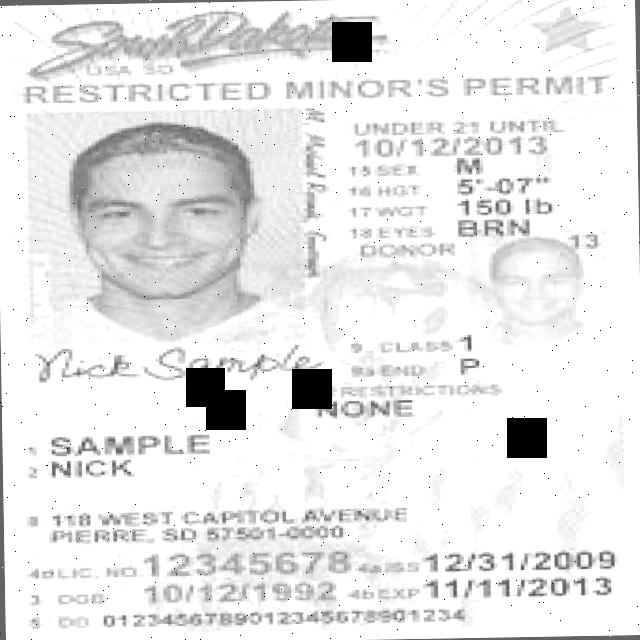 South Dakota
USA SD
RESTRICTED MINOR'S PERMIT
UNDER 21 UNTIL
10/12/2013
15 SEX M
16 HGT 5'-07"
17 WGT 150 lb
18 EYES BRN
DONOR
13
9. CLASS 1
9a END. P
RESTRICTIONS
NONE
Nick Sample
1 SAMPLE
2 NICK
8 118 WEST CAPITOL AVENUE
PIERRE, SD 57501-0000
4d LIC. NO. 12345678 4a ISS 12/31/2009
3 DOB 10/12/1992 4b EXP 11/11/2013
5 DD 0123456789012345678901234